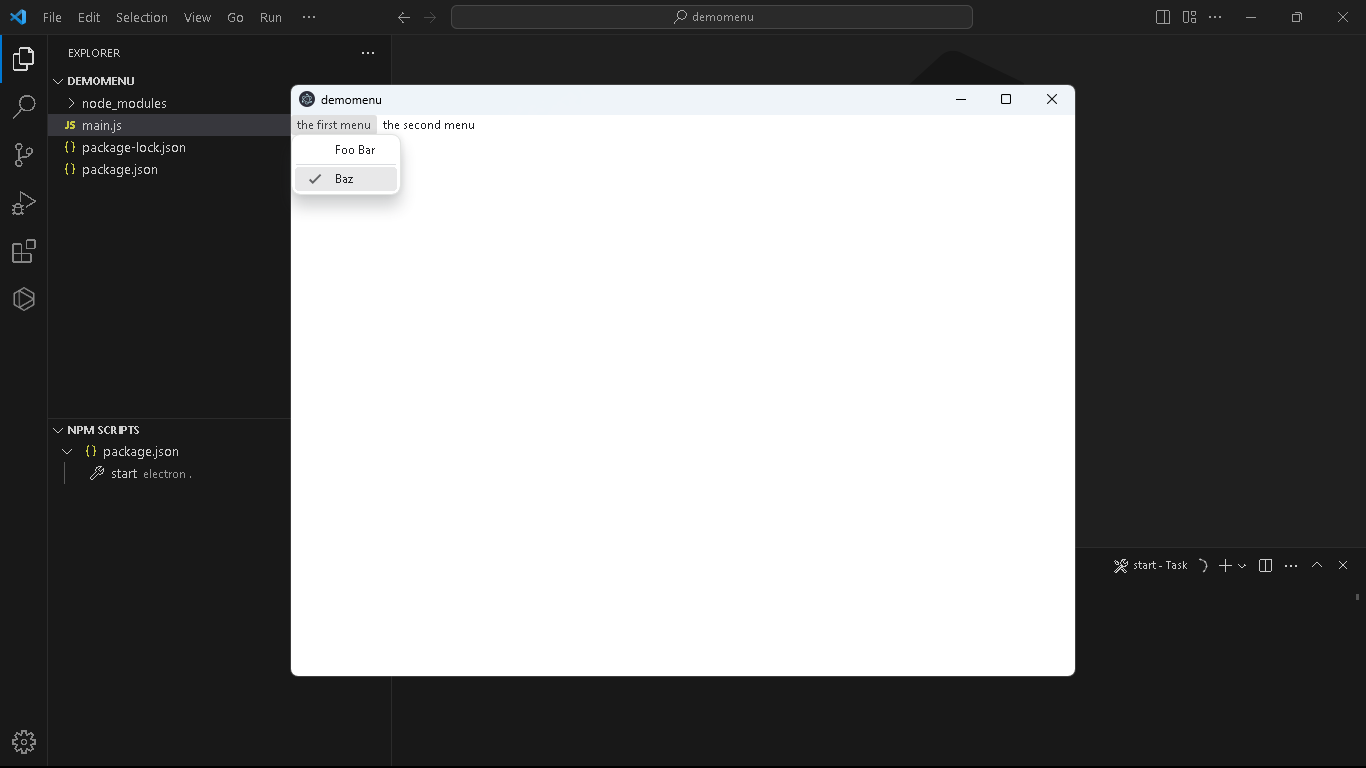 File Edit Selection View Go Run
demomenu
EXPLORER
DEMOMENU
node_modules
JS main.js
{} package-lock.json
{} package.json
NPM SCRIPTS
{} package.json
start electron .
demomenu
the first menu the second menu
Foo Bar
Baz
start - Task